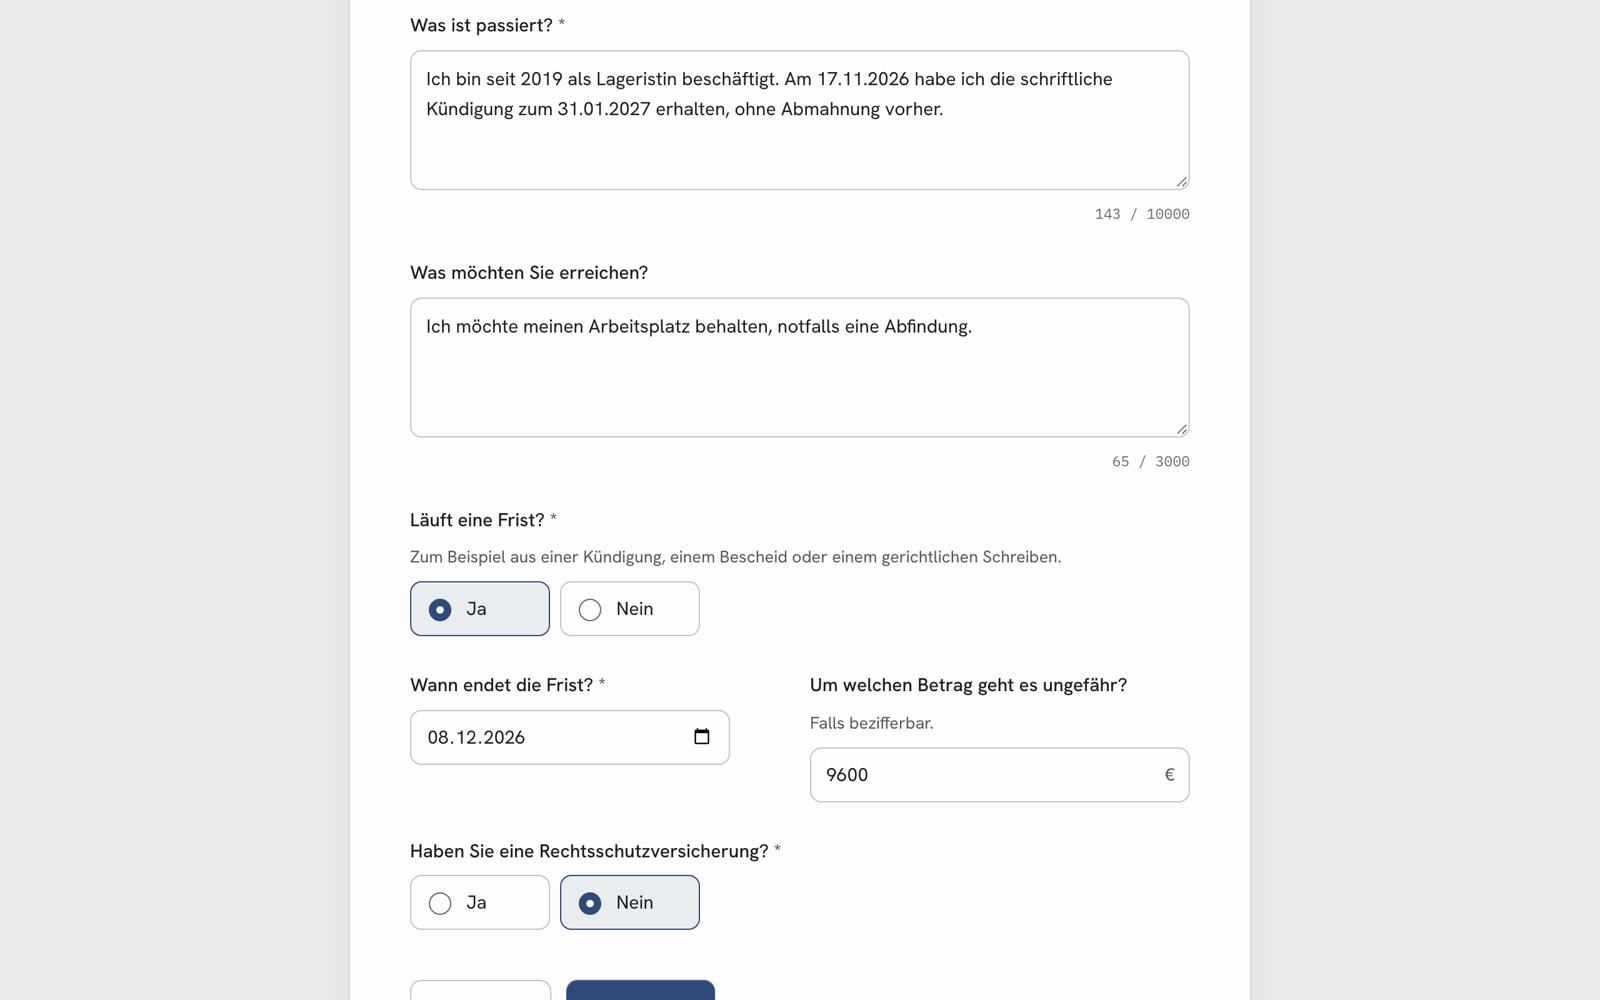 Was ist passiert? *
Ich bin seit 2019 als Lageristin beschäftigt. Am 17.11.2026 habe ich die schriftliche
Kündigung zum 31.01.2027 erhalten, ohne Abmahnung vorher.
143 / 10000
Was möchten Sie erreichen?
Ich möchte meinen Arbeitsplatz behalten, notfalls eine Abfindung.
65 / 3000
Läuft eine Frist? *
Zum Beispiel aus einer Kündigung, einem Bescheid oder einem gerichtlichen Schreiben.
Ja
Nein
Wann endet die Frist? *
08.12.2026
Um welchen Betrag geht es ungefähr?
Falls bezifferbar.
9600 €
Haben Sie eine Rechtsschutzversicherung? *
Ja
Nein